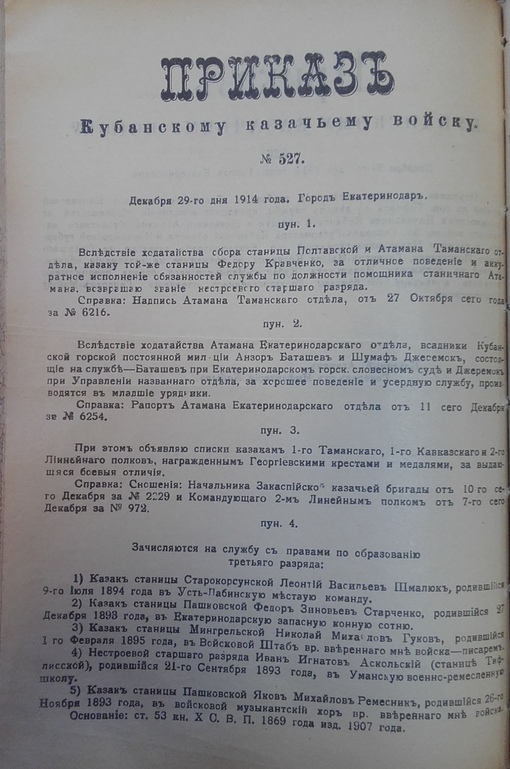 ПРИКАЗЪ
Кубанскому казачьему войску.
№ 527.
Декабря 29-го дня 1914 года. Городъ Екатеринодаръ.
пун. 1.
Вслѣдствіе ходатайства сбора станицы Полтавской и Атамана Таманскаго от-
дѣла, казаку той-же станицы Федору Кравченко, за отличное поведеніе и акку-
ратное исполненіе обязанностей службы по должности помощника станичнаго Ата-
мана, возвращаю званіе нестроеваго старшаго разряда.
Справка: Надпись Атамана Таманскаго отдѣла, отъ 27 Октября сего года
за № 6216.
пун. 2.
Вслѣдствіе ходатайства Атамана Екатеринодарскаго отдѣла, всадники Кубан-
ской горской постоянной милиціи Анзоръ Баташевъ и Шумафъ Джесемокъ, состоя-
щіе на службѣ—Баташевъ при Екатеринодарскомъ горск. словесномъ судѣ и Джеремокъ
при Управленіи названнаго отдѣла, за хорошее поведеніе и усердную службу, произ-
водятся въ младшіе урядники.
Справка: Рапортъ Атамана Екатеринодарскаго отдѣла отъ 11 сего Декабря
за № 6254.
пун. 3.
При этомъ объявляю списки казакамъ 1-го Таманскаго, 1-го Кавказскаго и 2-го
Линейнаго полковъ, награжденнымъ Георгіевскими крестами и медалями, за выдаю-
щіяся боевыя отличія.
Справка: Сношенія: Начальника Закаспійской казачьей бригады отъ 10 се-
го Декабря за № 2229 и Командующаго 2-мъ Линейнымъ полкомъ отъ 7-го сего
Декабря за № 972.
пун. 4.
Зачисляются на службу съ правами по образованію
третьяго разряда:
1) Казакъ станицы Старокорсунской Леонтій Васильевъ Шмалюкъ, родившійся
9-го Іюля 1894 года въ Усть-Лабинскую мѣстную команду.
2) Казакъ станицы Пашковской Федоръ Зиновьевъ Старченко, родившійся 27
Декабря 1893 года, въ Екатеринодарскую запасную конную сотню.
3) Казакъ станицы Мингрельской Николай Михайловъ Гуковъ, родившійся
1 го Февраля 1895 года, въ Войсковой Штабъ вр. ввѣреннаго мнѣ войска—писаремъ.
4) Нестроевой старшаго разряда Иванъ Игнатовъ Аскольскій (станицѣ Тиф-
лисской), родившійся 21-го Сентября 1893 года, въ Уманскую военно-ремесленную
школу.
5) Казакъ станицы Пашковской Яковъ Михайловъ Ремесникъ, родившійся 26-го
Ноября 1893 года, въ войсковой музыкантскій хоръ вр. ввѣреннаго мнѣ войска.
Основаніе: ст. 53 кн. X С. В. П. 1869 года изд. 1907 года.